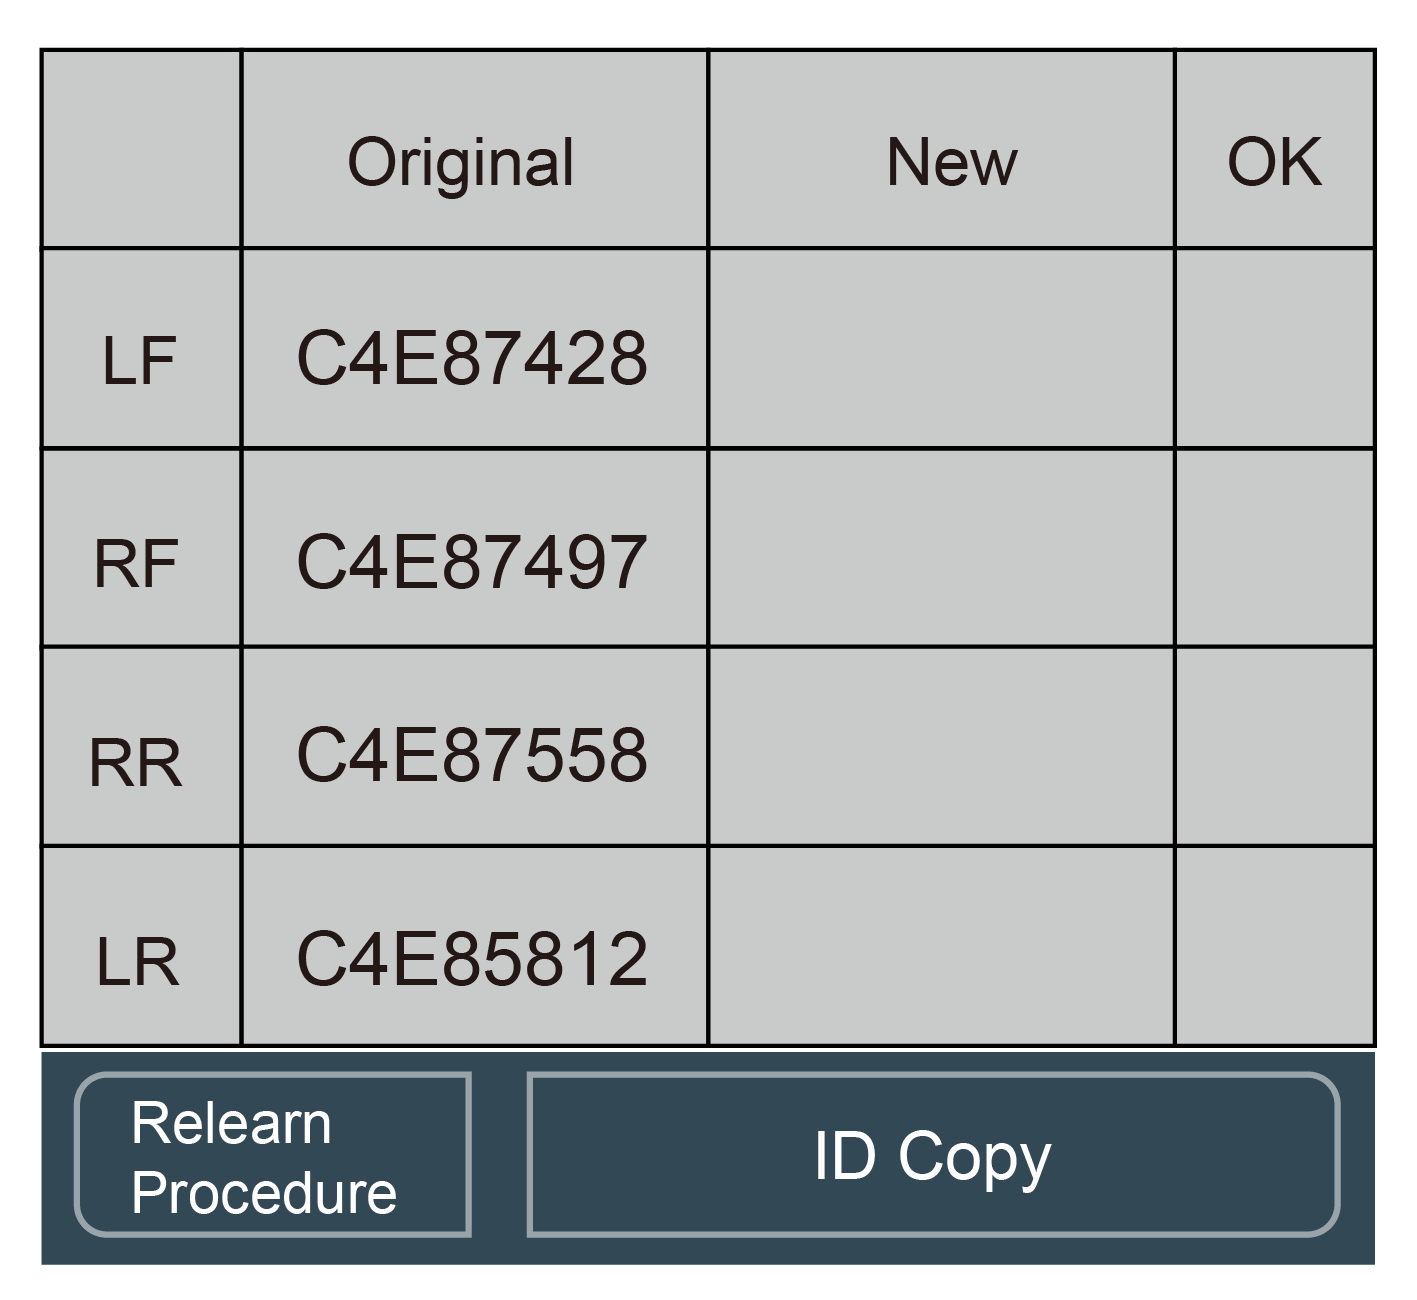 Original New OK
LF C4E87428
RF C4E87497
RR C4E87558
LR C4E85812
Relearn
Procedure
ID Copy